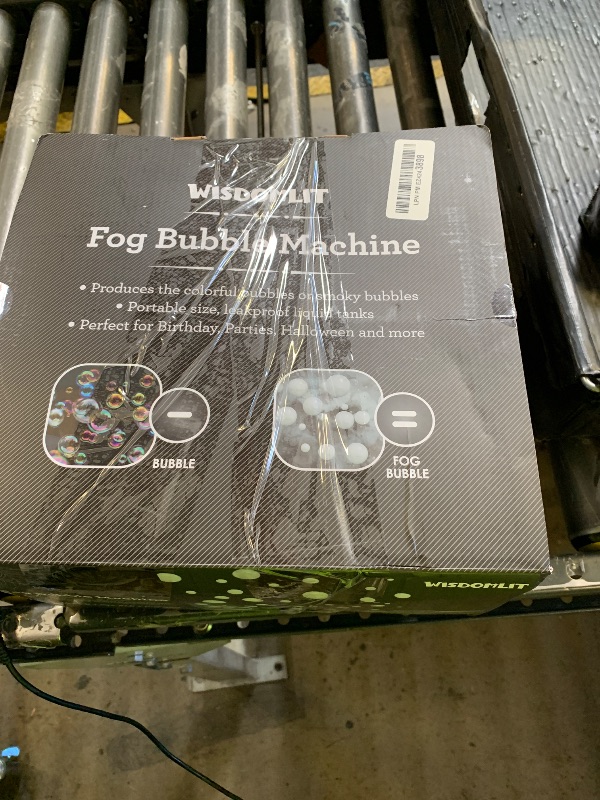 WISDOMLIT
Fog Bubble Machine
• Produces the colorful bubbles or smoky bubbles
• Portable size, leakproof liquid tanks
• Perfect for Birthday, Parties, Halloween and more
BUBBLE
FOG
BUBBLE
WISDOMLIT